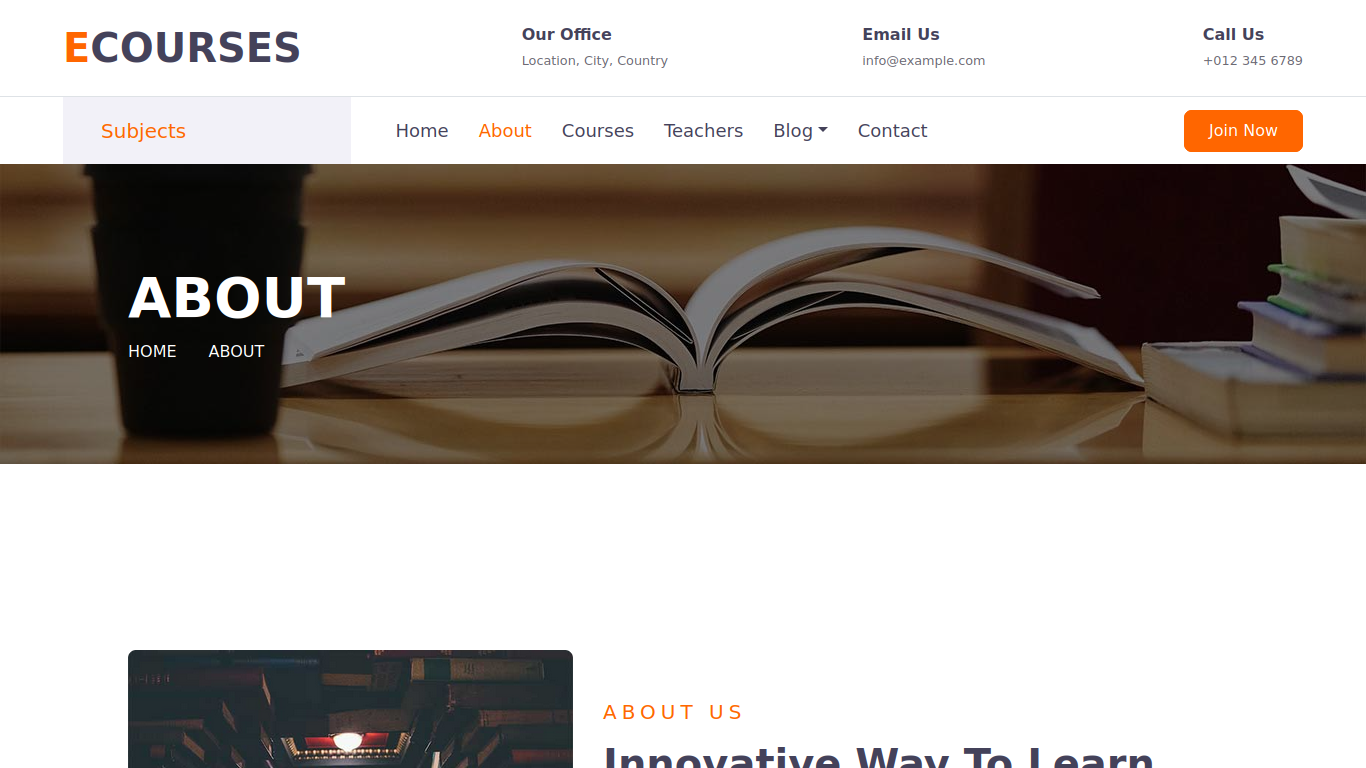 ECOURSES
Our Office
Location, City, Country
Email Us
info@example.com
Call Us
+012 345 6789
Subjects
Home About Courses Teachers Blog Contact
Join Now
ABOUT
HOME ABOUT
ABOUT US
Innovative Way To Learn